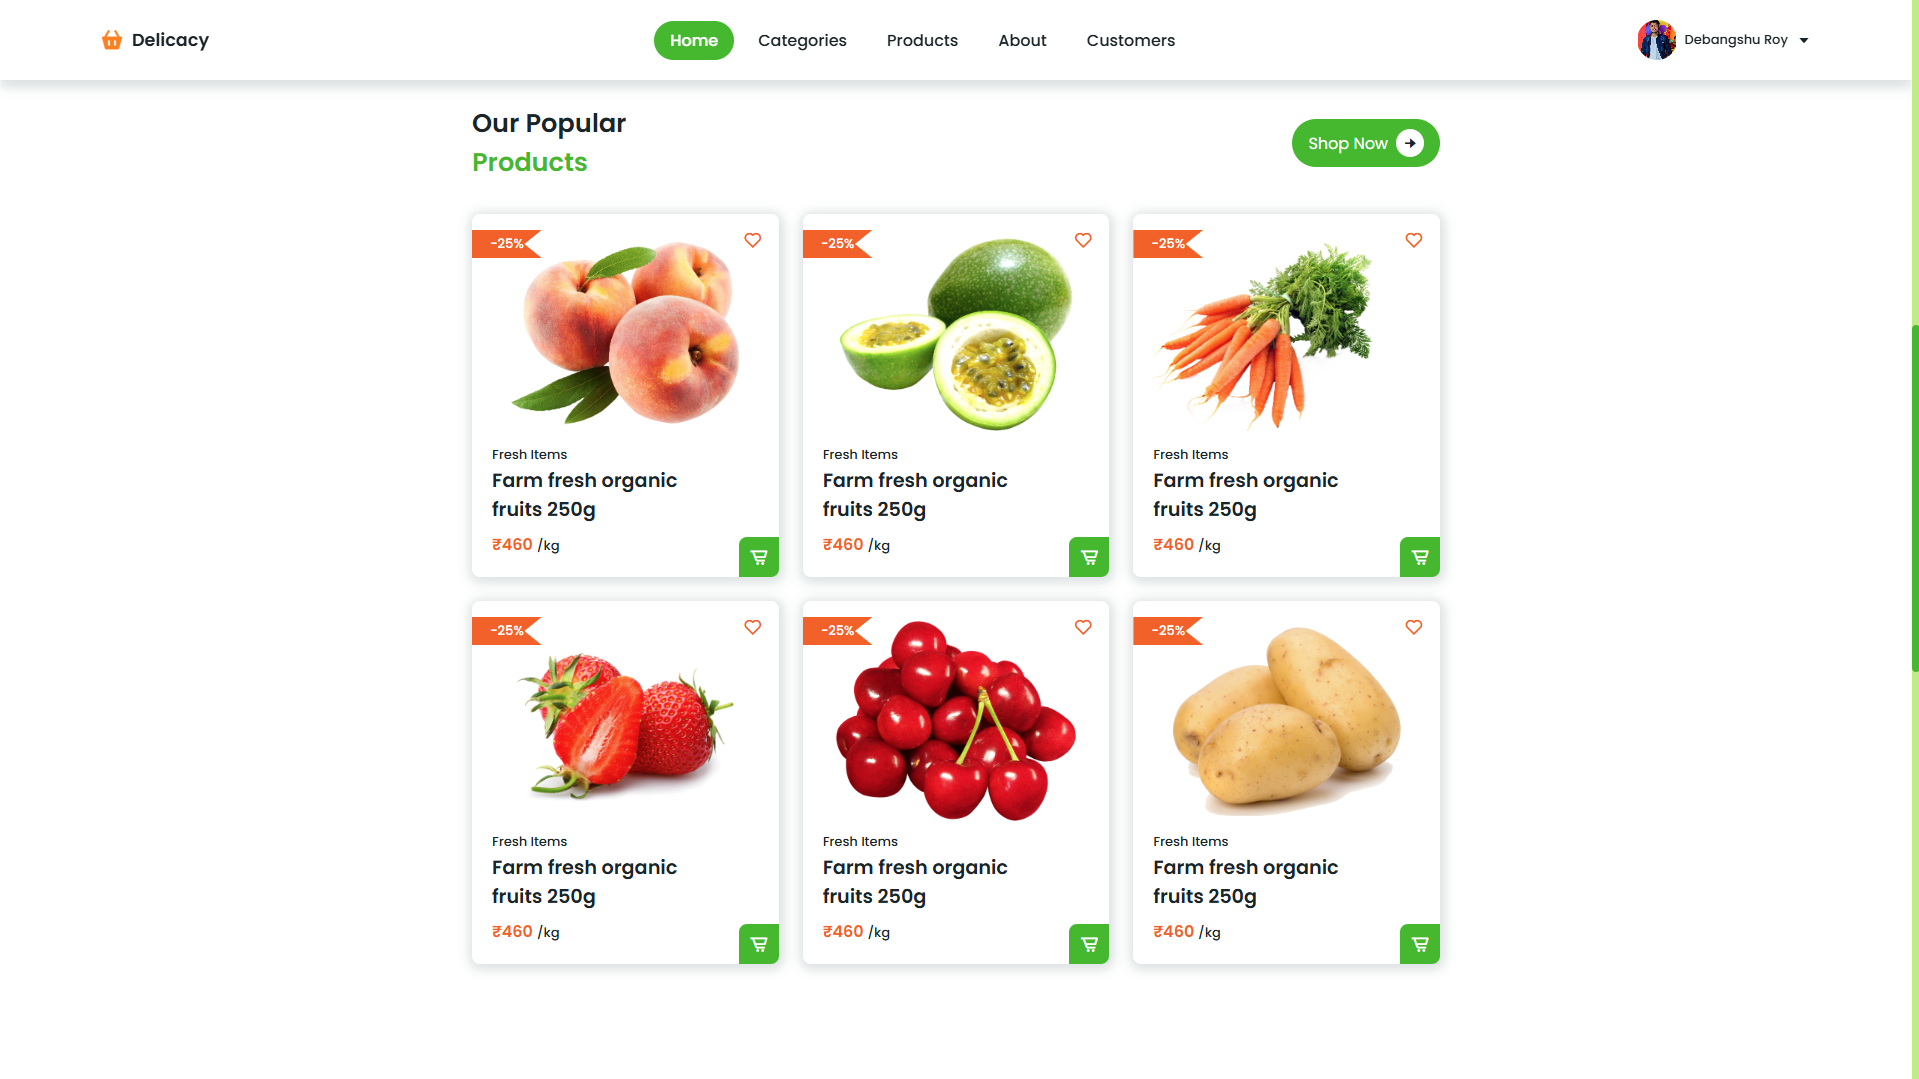 Delicacy
Home
Categories
Products
About
Customers
Debangshu Roy
Our Popular
Products
Shop Now
-25%
Fresh Items
Farm fresh organic
fruits 250g
₹460 /kg
-25%
Fresh Items
Farm fresh organic
fruits 250g
₹460 /kg
-25%
Fresh Items
Farm fresh organic
fruits 250g
₹460 /kg
-25%
Fresh Items
Farm fresh organic
fruits 250g
₹460 /kg
-25%
Fresh Items
Farm fresh organic
fruits 250g
₹460 /kg
-25%
Fresh Items
Farm fresh organic
fruits 250g
₹460 /kg